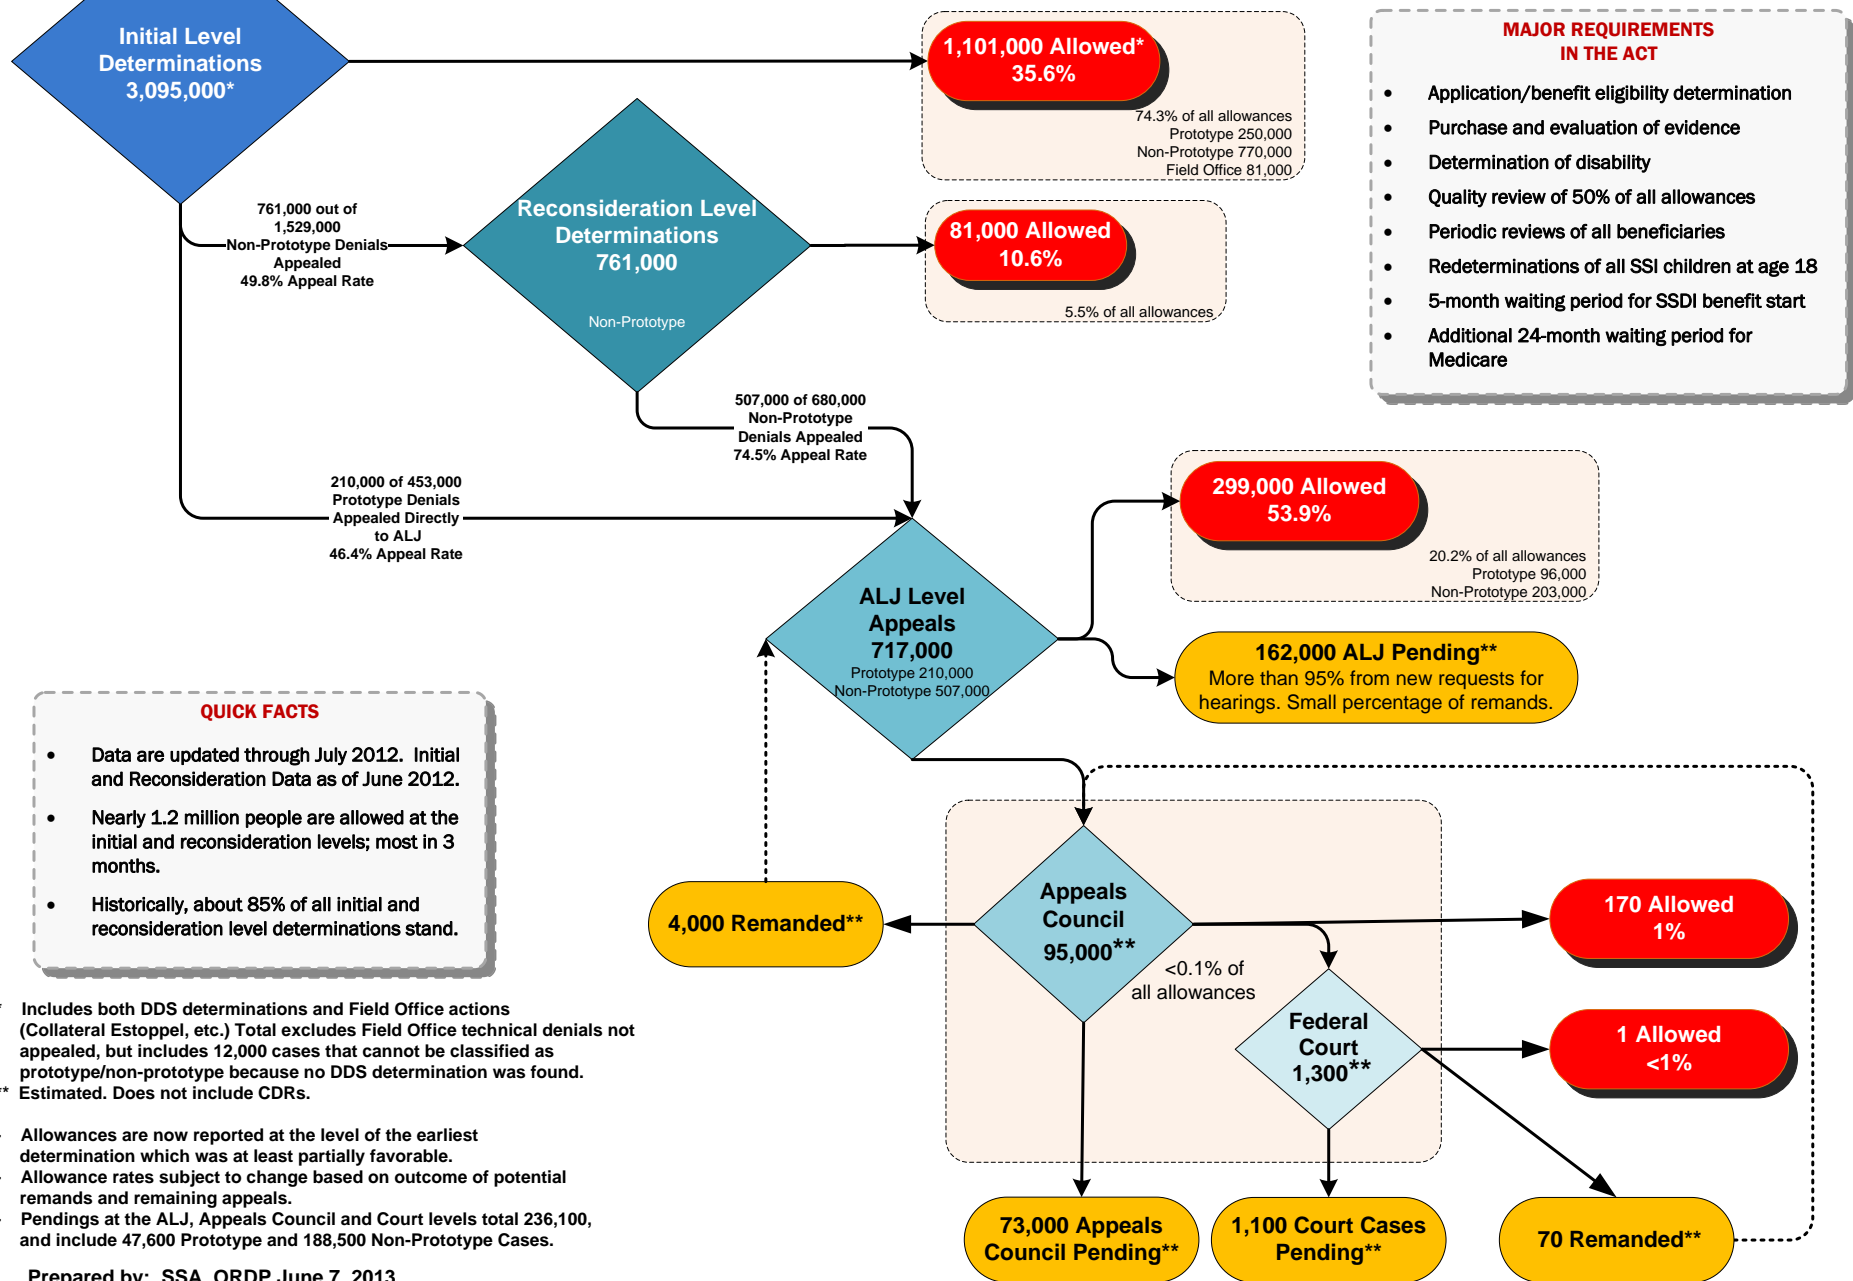 Initial Level
Determinations
3,095,000*
1,101,000 Allowed*
35.6%
74.3% of all allowances
Prototype 250,000
Non-Prototype 770,000
Field Office 81,000
MAJOR REQUIREMENTS
IN THE ACT
• Application/benefit eligibility determination
• Purchase and evaluation of evidence
• Determination of disability
• Quality review of 50% of all allowances
• Periodic reviews of all beneficiaries
• Redeterminations of all SSI children at age 18
• 5-month waiting period for SSDI benefit start
• Additional 24-month waiting period for
Medicare
761,000 out of
1,529,000
Non-Prototype Denials
Appealed
49.8% Appeal Rate
Reconsideration Level
Determinations
761,000
Non-Prototype
81,000 Allowed
10.6%
5.5% of all allowances
507,000 of 680,000
Non-Prototype
Denials Appealed
74.5% Appeal Rate
210,000 of 453,000
Prototype Denials
Appealed Directly
to ALJ
46.4% Appeal Rate
299,000 Allowed
53.9%
20.2% of all allowances
Prototype 96,000
Non-Prototype 203,000
ALJ Level
Appeals
717,000
Prototype 210,000
Non-Prototype 507,000
162,000 ALJ Pending**
More than 95% from new requests for
hearings. Small percentage of remands.
QUICK FACTS
• Data are updated through July 2012. Initial
and Reconsideration Data as of June 2012.
• Nearly 1.2 million people are allowed at the
initial and reconsideration levels; most in 3
months.
• Historically, about 85% of all initial and
reconsideration level determinations stand.
4,000 Remanded**
Appeals
Council
95,000**
<0.1% of
all allowances
170 Allowed
1%
Federal
Court
1,300**
1 Allowed
<1%
73,000 Appeals
Council Pending**
1,100 Court Cases
Pending**
70 Remanded**
* Includes both DDS determinations and Field Office actions
(Collateral Estoppel, etc.) Total excludes Field Office technical denials not
appealed, but includes 12,000 cases that cannot be classified as
prototype/non-prototype because no DDS determination was found.
** Estimated. Does not include CDRs.
- Allowances are now reported at the level of the earliest
determination which was at least partially favorable.
- Allowance rates subject to change based on outcome of potential
remands and remaining appeals.
- Pendings at the ALJ, Appeals Council and Court levels total 236,100,
and include 47,600 Prototype and 188,500 Non-Prototype Cases.
Prepared by: SSA, ORDP June 7, 2013